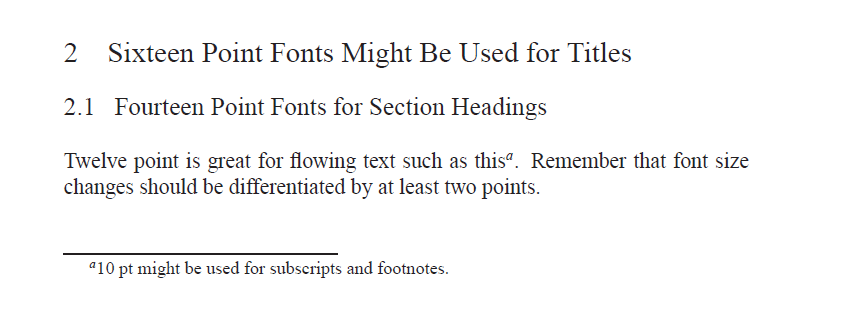 2 Sixteen Point Fonts Might Be Used for Titles
2.1 Fourteen Point Fonts for Section Headings
Twelve point is great for flowing text such as thisᵃ. Remember that font size
changes should be differentiated by at least two points.
ᵃ10 pt might be used for subscripts and footnotes.